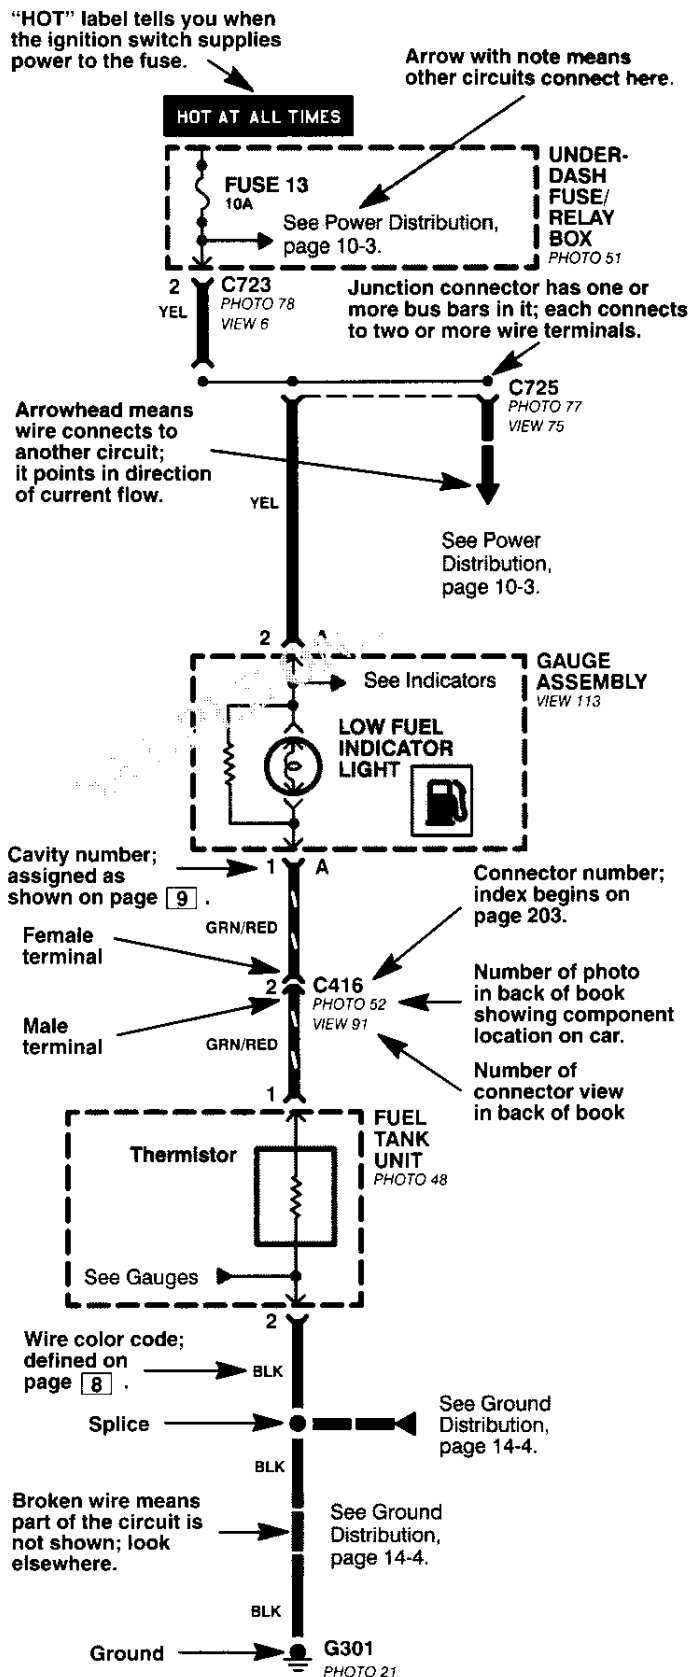 “HOT” label tells you when
the ignition switch supplies
power to the fuse.
Arrow with note means
other circuits connect here.
HOT AT ALL TIMES
UNDER-
DASH
FUSE/
RELAY
BOX
PHOTO 51
FUSE 13
10A
See Power Distribution,
page 10-3.
2
C723
PHOTO 78
VIEW 6
YEL
Junction connector has one or
more bus bars in it; each connects
to two or more wire terminals.
C725
PHOTO 77
VIEW 75
Arrowhead means
wire connects to
another circuit;
it points in direction
of current flow.
YEL
See Power
Distribution,
page 10-3.
2
GAUGE
ASSEMBLY
VIEW 113
See Indicators
LOW FUEL
INDICATOR
LIGHT
Cavity number;
assigned as
shown on page 9 .
1 A
Connector number;
index begins on
page 203.
GRN/RED
Female
terminal
2
C416
PHOTO 52
VIEW 91
Number of photo
in back of book
showing component
location on car.
Male
terminal
GRN/RED
Number of
connector view
in back of book
1
FUEL
TANK
UNIT
PHOTO 48
Thermistor
See Gauges
2
Wire color code;
defined on
page 8 .
BLK
Splice
See Ground
Distribution,
page 14-4.
BLK
Broken wire means
part of the circuit is
not shown; look
elsewhere.
See Ground
Distribution,
page 14-4.
BLK
Ground
G301
PHOTO 21